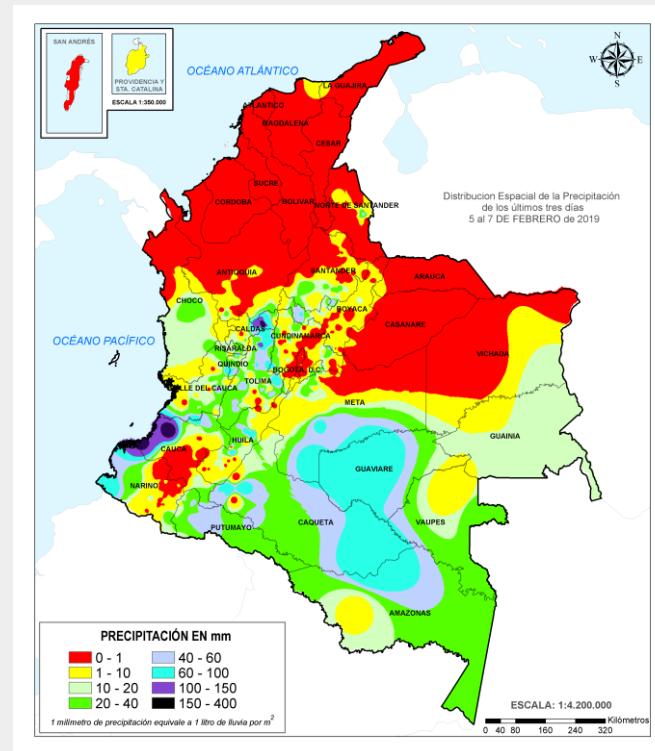 SAN ANDRÉS
PROVIDENCIA Y
STA. CATALINA
ESCALA 1:350.000
OCÉANO ATLÁNTICO
N
W
E
S
LA GUAJIRA
ATLANTICO
MAGDALENA
CESAR
SUCRE
CORDOBA
BOLIVAR
NORTE DE SANTANDER
Distribucion Espacial de la Precipitación
de los últimos tres días
5 al 7 DE FEBRERO de 2019
ANTIOQUIA
SANTANDER
ARAUCA
CHOCO
BOYACA
CASANARE
OCÉANO PACÍFICO
CALDAS
CUNDINAMARCA
RISARALDA
VICHADA
QUINDIO
BOGOTA D.C
TOLIMA
VALLE DEL CAUCA
META
GUAINIA
HUILA
CAUCA
GUAVIARE
NARINO
CAQUETA
VAUPES
PUTUMAYO
AMAZONAS
PRECIPITACIÓN EN mm
0 - 1
40 - 60
1 - 10
60 - 100
10 - 20
100 - 150
20 - 40
150 - 400
1 milimetro de precipitación equivale a 1 litro de lluvia por m²
ESCALA: 1:4.200.000
Kilómetros
0 40 80 160 240 320